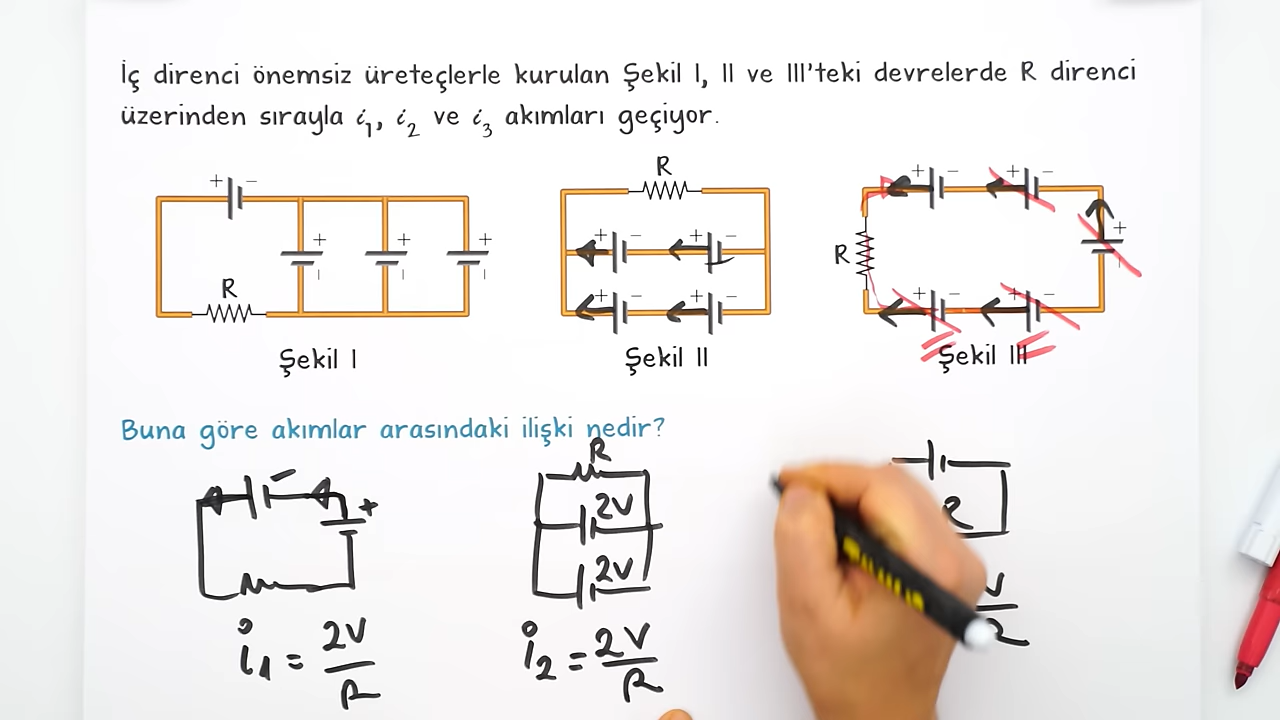 İç direnci önemsiz üreteçlerle kurulan Şekil I, II ve III'teki devrelerde R direnci
üzerinden sırayla i₁, i₂ ve i₃ akımları geçiyor.
R
+ −
+ −
+ −
+ −
R
+ −
+ −
+ −
+ −
+ −
+ −
R
+ −
+ −
+ −
Şekil I
Şekil II
Şekil III
Buna göre akımlar arasındaki ilişki nedir?
− +
R
2V
2V
R
i₁ = 2V/R
i₂ = 2V/R
V/R